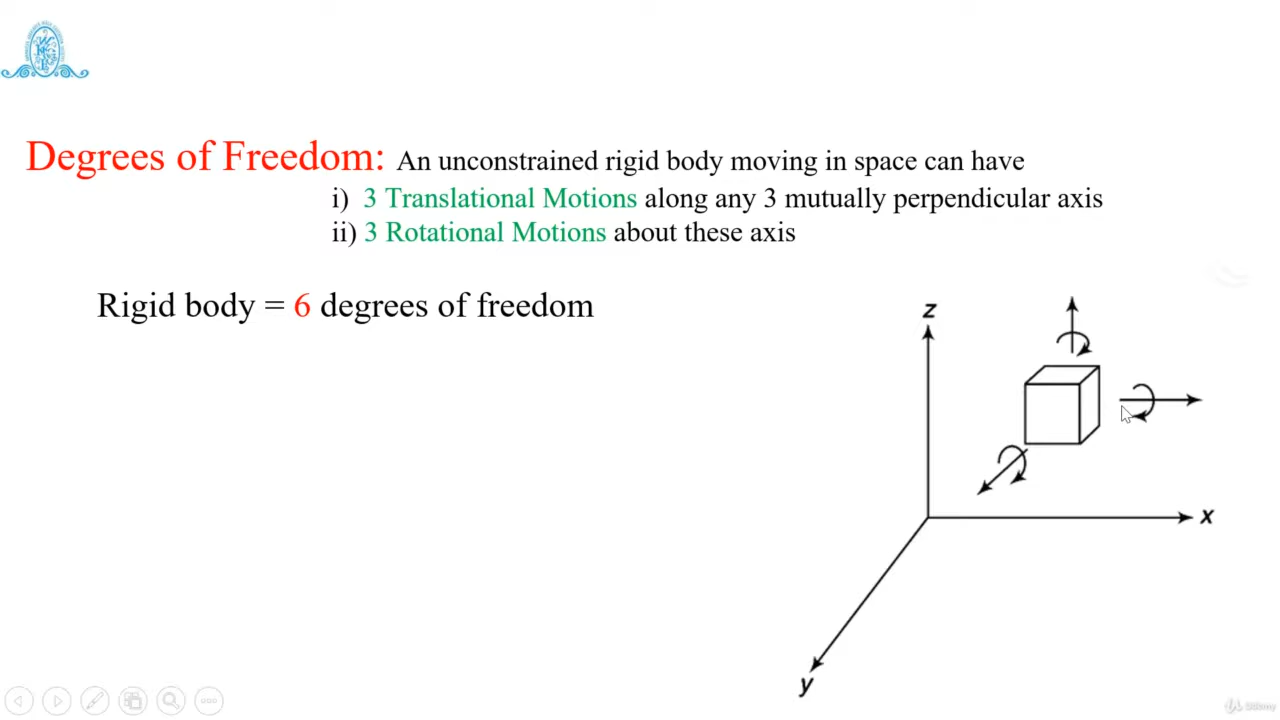 Degrees of Freedom: An unconstrained rigid body moving in space can have
i) 3 Translational Motions along any 3 mutually perpendicular axis
ii) 3 Rotational Motions about these axis
Rigid body = 6 degrees of freedom
z
x
y
Udemy